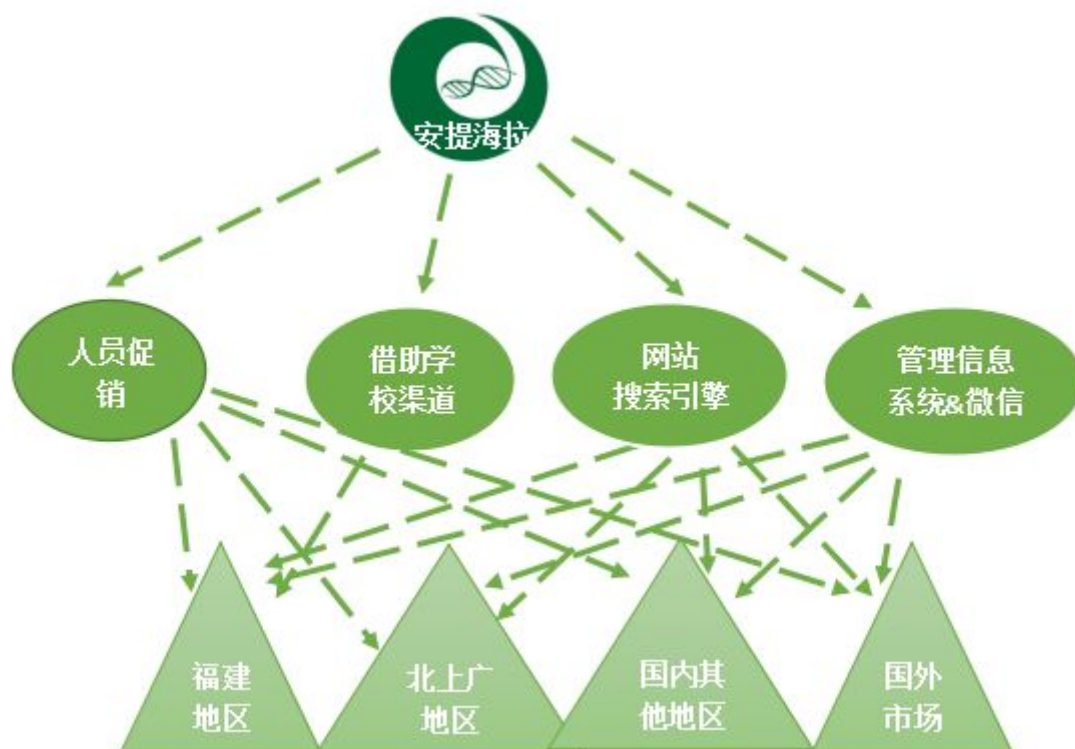 安提海拉
人员促
销
借助学
校渠道
网站
搜索引擎
管理信息
系统&微信
福建
地区
北上广
地区
国内其
他地区
国外
市场